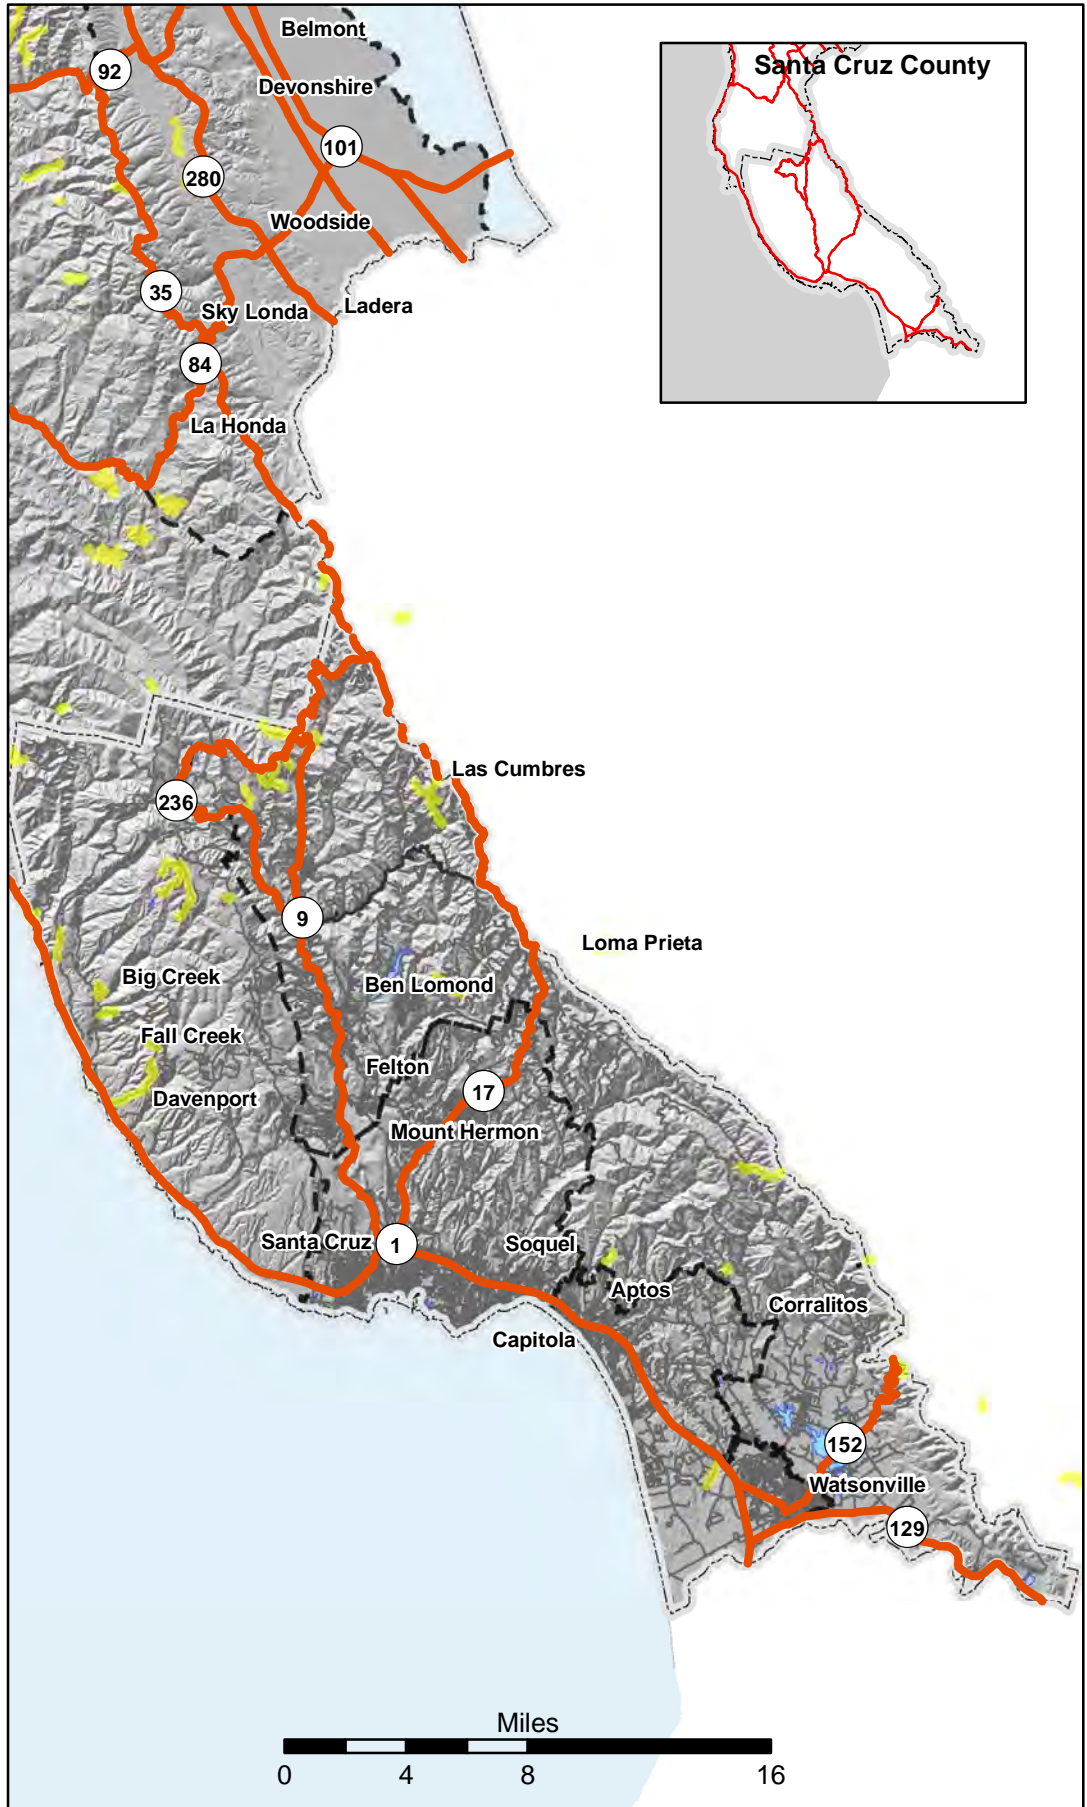 Belmont
Santa Cruz County
92
Devonshire
101
280
Woodside
35
Sky Londa
Ladera
84
La Honda
Las Cumbres
236
9
Loma Prieta
Big Creek
Ben Lomond
Fall Creek
Felton
17
Davenport
Mount Hermon
Santa Cruz
1
Soquel
Aptos
Corralitos
Capitola
152
Watsonville
129
Miles
0 4 8 16